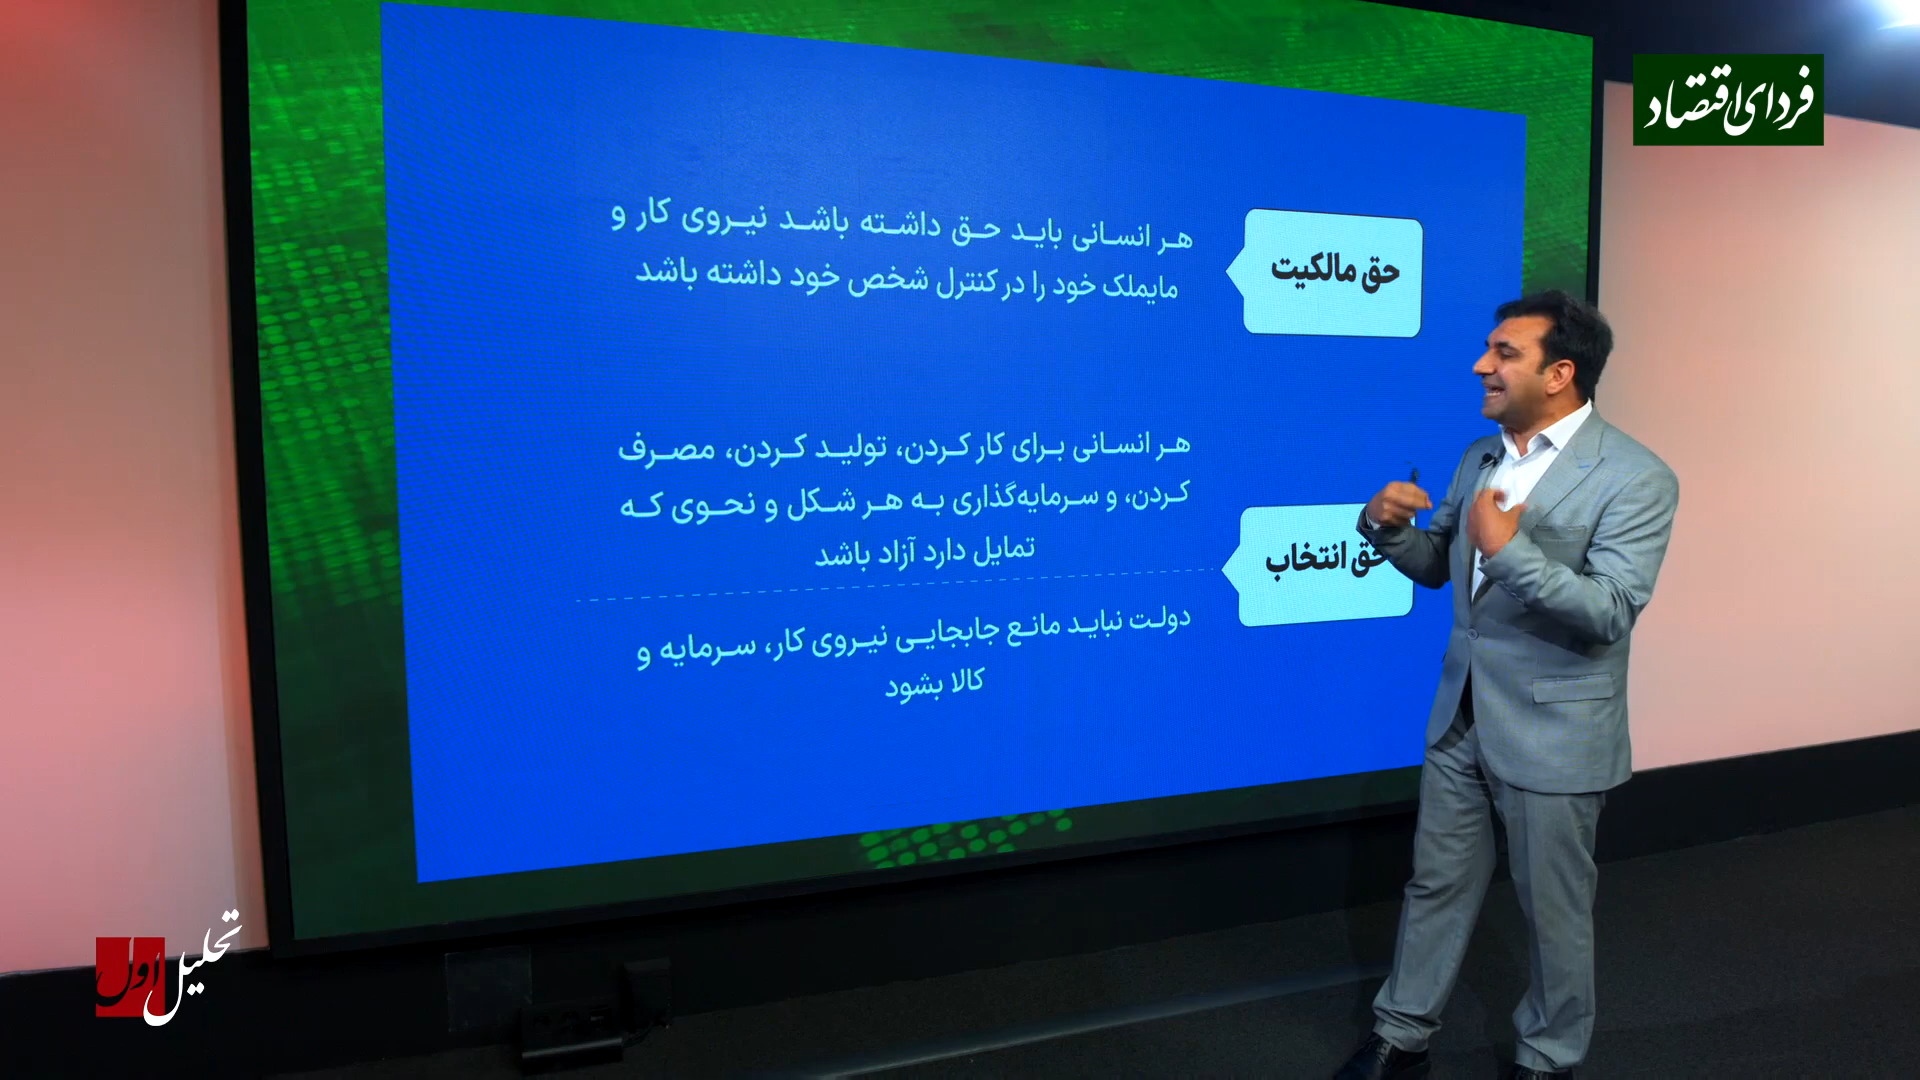 فردای اقتصاد
حق مالکیت
هر انسانی باید حق داشته باشد نیروی کار و
مایملک خود را در کنترل شخص خود داشته باشد
حق انتخاب
هر انسانی برای کار کردن، تولید کردن، مصرف
کردن، و سرمایه‌گذاری به هر شکل و نحوی که
تمایل دارد آزاد باشد
دولت نباید مانع جابجایی نیروی کار، سرمایه و
کالا بشود
تحلیل اول